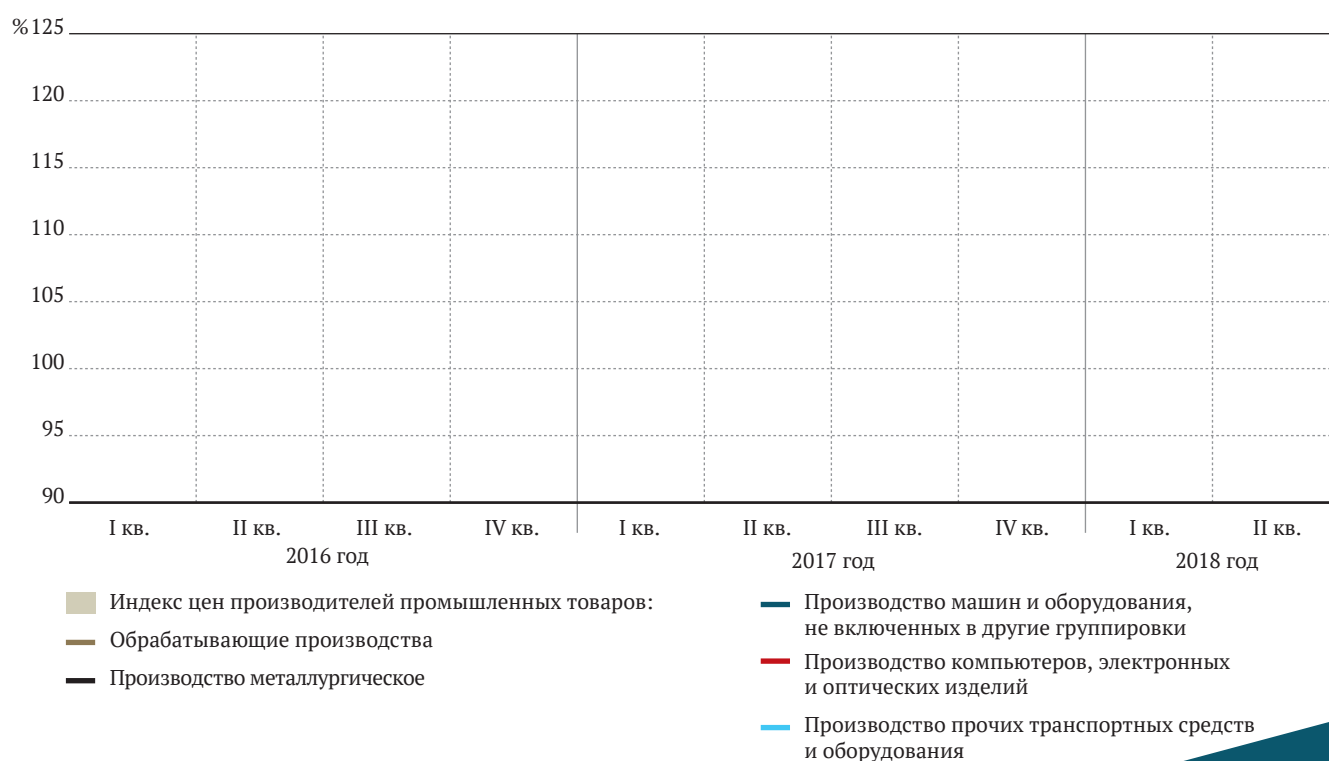 %125
120
115
110
105
100
95
90
I кв. II кв. III кв. IV кв. I кв. II кв. III кв. IV кв. I кв. II кв.
2016 год 2017 год 2018 год
Индекс цен производителей промышленных товаров:
Обрабатывающие производства
Производство металлургическое
Производство машин и оборудования,
не включенных в другие группировки
Производство компьютеров, электронных
и оптических изделий
Производство прочих транспортных средств
и оборудования